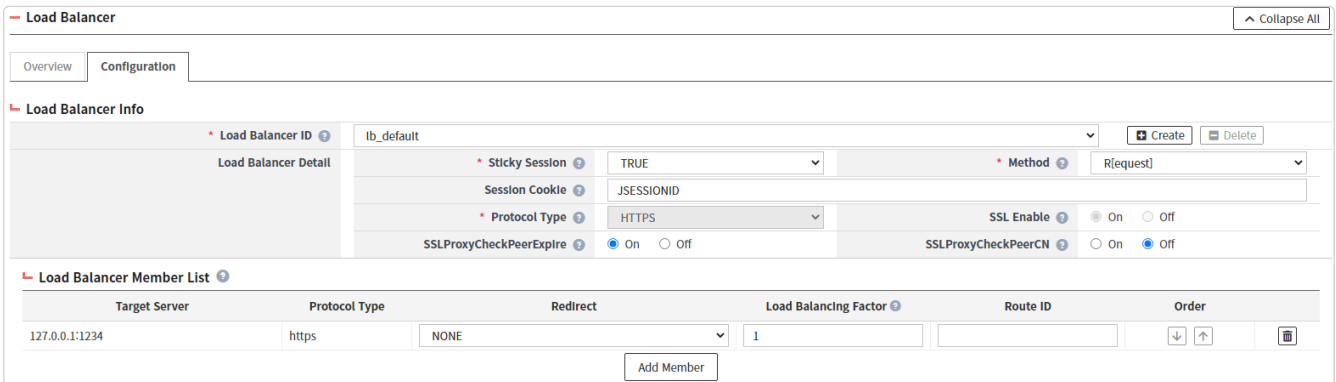 Load Balancer
Collapse All
Overview Configuration
Load Balancer Info
* Load Balancer ID ? lb_default Create Delete
Load Balancer Detail * Sticky Session ? TRUE * Method ? R[equest]
Session Cookie ? JSESSIONID
* Protocol Type ? HTTPS SSL Enable ? On Off
SSLProxyCheckPeerExpire ? On Off SSLProxyCheckPeerCN ? On Off
Load Balancer Member List ?
Target Server Protocol Type Redirect Load Balancing Factor ? Route ID Order
127.0.0.1:1234 https NONE 1
Add Member